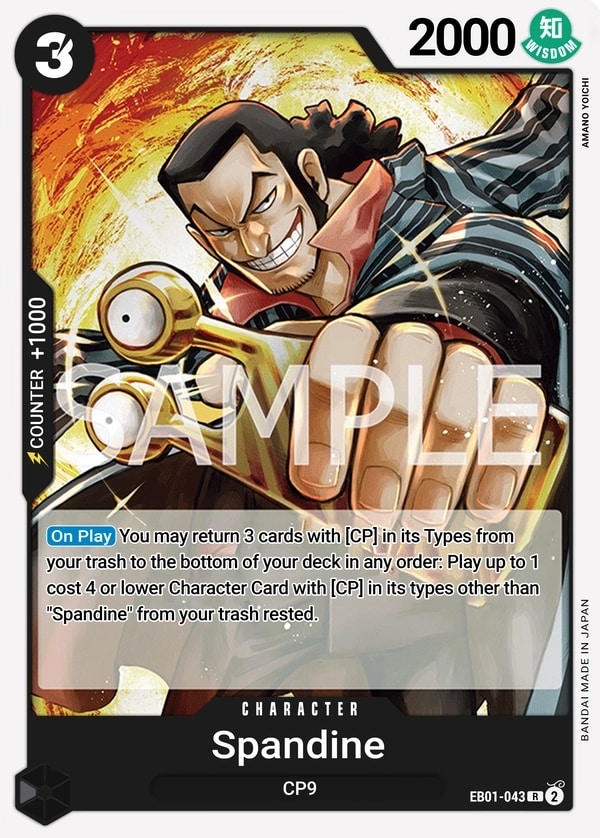 3
2000
知
WISDOM
AMANO YOICHI
COUNTER +1000
SAMPLE
On Play You may return 3 cards with [CP] in its Types from
your trash to the bottom of your deck in any order: Play up to 1
cost 4 or lower Character Card with [CP] in its types other than
"Spandine" from your trash rested.
BANDAI MADE IN JAPAN
CHARACTER
Spandine
CP9
EB01-043 R 2